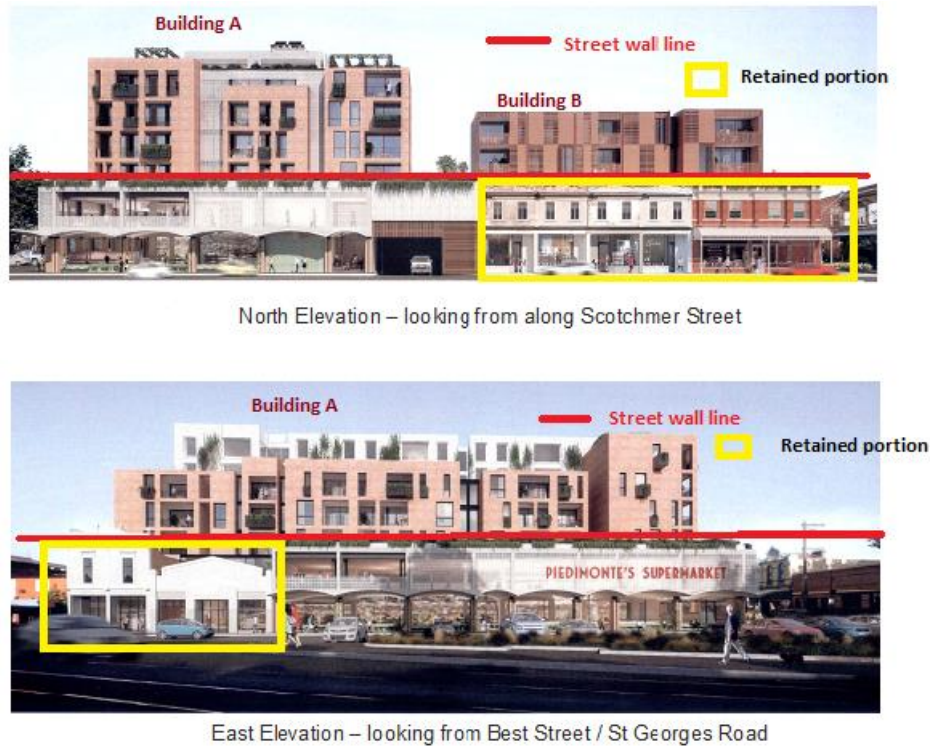 Building A
Street wall line
Retained portion
Building B
North Elevation – looking from along Scotchmer Street
Building A
Street wall line
Retained portion
PIEDIMONTE'S SUPERMARKET
East Elevation – looking from Best Street / St Georges Road